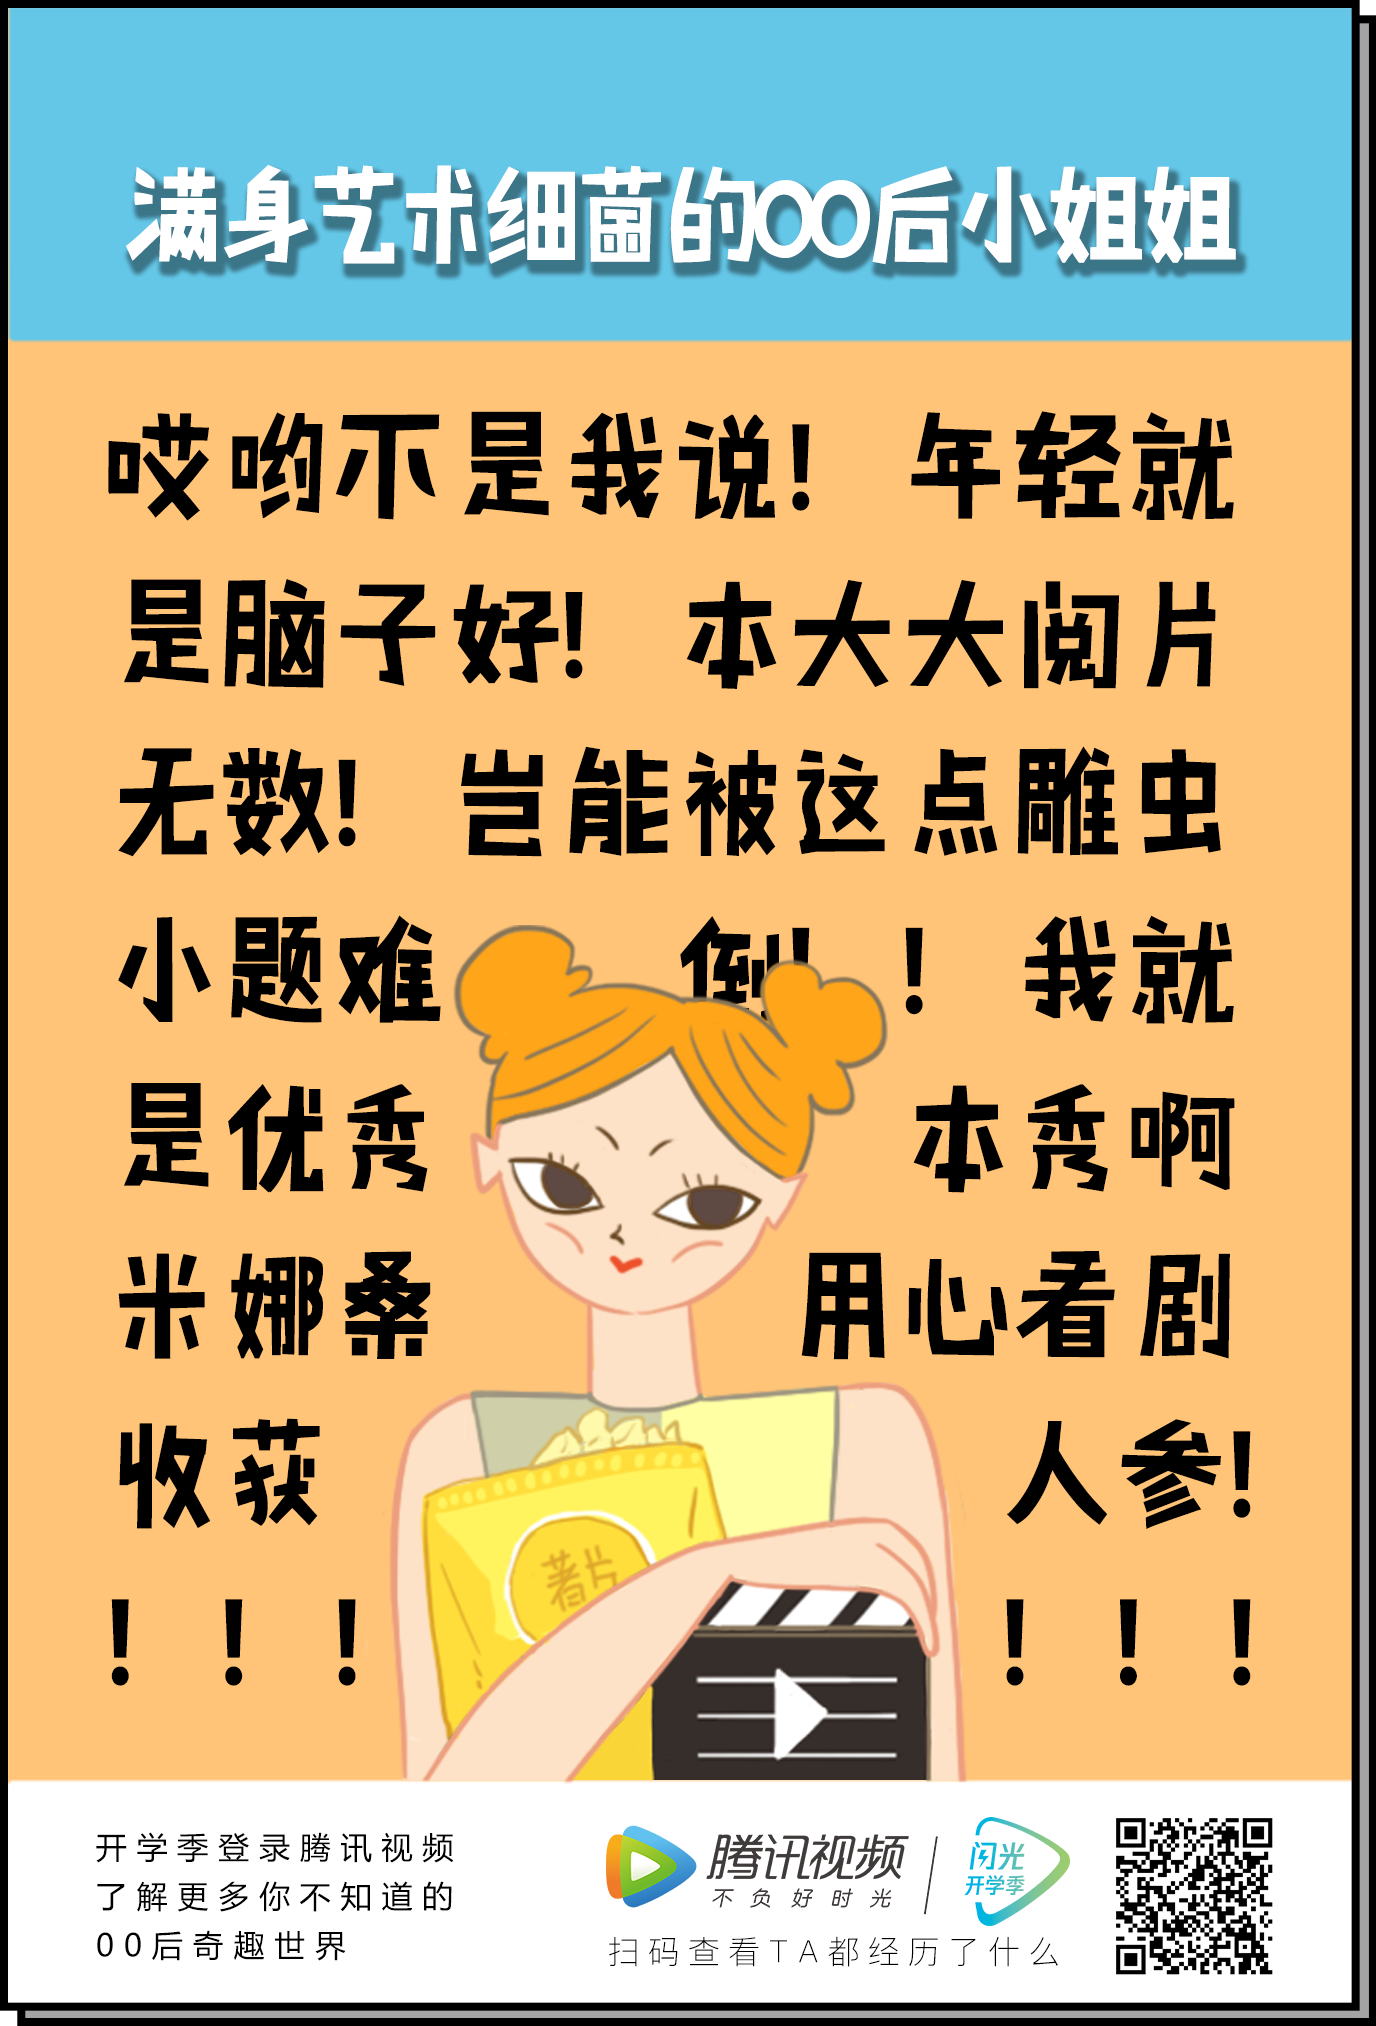 满身艺术细菌的00后小姐姐
哎哟不是我说！ 年轻就
是脑子好！ 本大大阅片
无数！ 岂能被这点雕虫
小题难 倒！！ 我就
是优秀 本秀啊
米娜桑 用心看剧
收获 人参！
！！！ ！！！
薯片
开学季登录腾讯视频
了解更多你不知道的
00后奇趣世界
腾讯视频
不负好时光
闪光
开学季
扫码查看TA都经历了什么